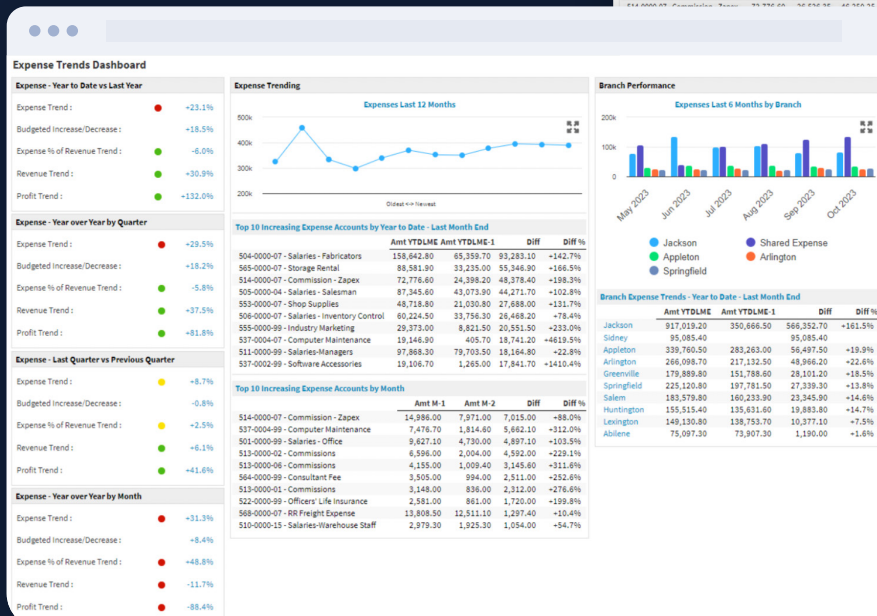 514-0000-07 - Commission - Zapex 72,776.60
Expense Trends Dashboard
Expense - Year to Date vs Last Year
Expense Trend : +23.1%
Budgeted Increase/Decrease : +18.5%
Expense % of Revenue Trend : -6.0%
Revenue Trend : +30.9%
Profit Trend : +132.0%
Expense - Year over Year by Quarter
Expense Trend : +29.5%
Budgeted Increase/Decrease : +18.2%
Expense % of Revenue Trend : -5.8%
Revenue Trend : +37.5%
Profit Trend : +81.8%
Expense - Last Quarter vs Previous Quarter
Expense Trend : +8.7%
Budgeted Increase/Decrease : -0.8%
Expense % of Revenue Trend : +2.5%
Revenue Trend : +6.1%
Profit Trend : +41.6%
Expense - Year over Year by Month
Expense Trend : +31.3%
Budgeted Increase/Decrease : +8.4%
Expense % of Revenue Trend : +48.8%
Revenue Trend : -11.7%
Profit Trend : -88.4%
Expense Trending
Expenses Last 12 Months
500k
400k
300k
200k
Oldest <-> Newest
Top 10 Increasing Expense Accounts by Year to Date - Last Month End
Amt YTDLME Amt YTDLME-1 Diff Diff %
504-0000-07 - Salaries - Fabricators 158,642.80 65,359.70 93,283.10 +142.7%
565-0000-07 - Storage Rental 88,581.90 33,235.00 55,346.90 +166.5%
514-0000-07 - Commission - Zapex 72,776.60 24,398.20 48,378.40 +198.3%
505-0000-04 - Salaries - Salesman 87,345.60 43,073.90 44,271.70 +102.8%
553-0000-07 - Shop Supplies 48,718.80 21,030.80 27,688.00 +131.7%
506-0000-07 - Salaries - Inventory Control 60,224.50 33,756.30 26,468.20 +78.4%
555-0000-99 - Industry Marketing 29,373.00 8,821.50 20,551.50 +233.0%
537-0004-07 - Computer Maintenance 19,146.90 405.70 18,741.20 +4619.5%
511-0000-99 - Salaries-Managers 97,868.30 79,703.50 18,164.80 +22.8%
537-0002-99 - Software Accessories 19,106.70 1,265.00 17,841.70 +1410.4%
Top 10 Increasing Expense Accounts by Month
Amt M-1 Amt M-2 Diff Diff %
514-0000-07 - Commission - Zapex 14,986.00 7,971.00 7,015.00 +88.0%
537-0004-99 - Computer Maintenance 7,476.70 1,814.60 5,662.10 +312.0%
501-0000-99 - Salaries - Office 9,627.10 4,730.00 4,897.10 +103.5%
513-0000-02 - Commissions 6,596.00 2,004.00 4,592.00 +229.1%
513-0000-06 - Commissions 4,155.00 1,009.40 3,145.60 +311.6%
564-0000-99 - Consultant Fee 3,505.00 994.00 2,511.00 +252.6%
513-0000-01 - Commissions 3,148.00 836.00 2,312.00 +276.6%
522-0000-99 - Officers' Life Insurance 2,581.00 861.00 1,720.00 +199.8%
568-0000-07 - RR Freight Expense 13,808.50 12,511.10 1,297.40 +10.4%
510-0000-15 - Salaries-Warehouse Staff 2,979.30 1,925.30 1,054.00 +54.7%
Branch Performance
Expenses Last 6 Months by Branch
200k
100k
0
May 2023 Jun 2023 Jul 2023 Aug 2023 Sep 2023 Oct 2023
Jackson Shared Expense
Appleton Arlington
Springfield
Branch Expense Trends - Year to Date - Last Month End
Amt YTDLME Amt YTDLME-1 Diff Diff %
Jackson 917,019.20 350,666.50 566,352.70 +161.5%
Sidney 95,085.40 95,085.40
Appleton 339,760.50 283,263.00 56,497.50 +19.9%
Arlington 266,098.70 217,132.50 48,966.20 +22.6%
Greenville 179,889.80 151,788.60 28,101.20 +18.5%
Springfield 225,120.80 197,781.50 27,339.30 +13.8%
Salem 183,579.80 160,233.90 23,345.90 +14.6%
Huntington 155,515.40 135,631.60 19,883.80 +14.7%
Lexington 149,130.80 138,753.70 10,377.10 +7.5%
Abilene 75,097.30 73,907.30 1,190.00 +1.6%